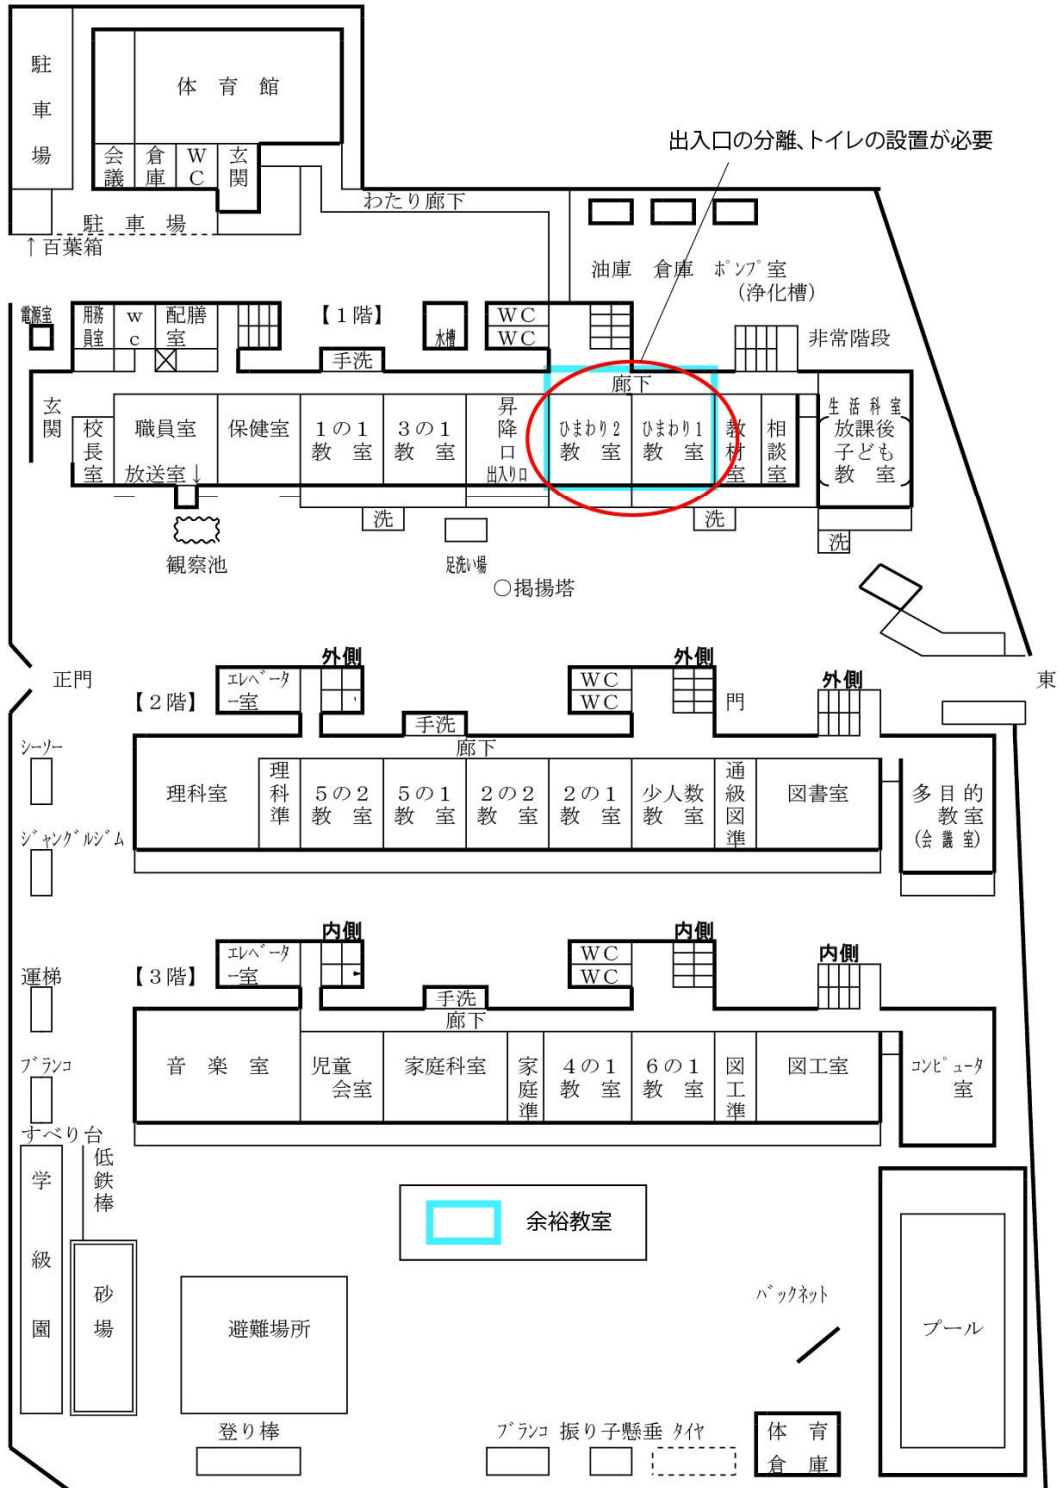 駐車場
体育館
出入口の分離、トイレの設置が必要
会議
倉庫
ＷＣ
玄関
わたり廊下
駐車場
↑百葉箱
油庫　倉庫　ポンプ室
(浄化槽)
電源室
用務員室
ｗｃ
配膳室
【１階】
水槽
ＷＣ
ＷＣ
非常階段
手洗
廊下
玄関
校長室
職員室
放送室↓
保健室
１の１
教　室
３の１
教　室
昇降口
出入り口
ひまわり２
教　室
ひまわり１
教　室
教材室
相談室
生活科室
放課後
子ども
教　室
洗
洗
洗
観察池
足洗い場
○掲揚塔
正門
東
【２階】
エレベーター室
外側
ＷＣ
ＷＣ
外側
門
外側
手洗
廊下
理科室
理科準
５の２
教　室
５の１
教　室
２の２
教　室
２の１
教　室
少人数
教　室
通級図準
図書室
多目的
教室
(会議室)
シーソー
ジャングルジム
【３階】
エレベーター室
内側
ＷＣ
ＷＣ
内側
内側
手洗
廊下
音　楽　室
児童
会室
家庭科室
家庭準
４の１
教　室
６の１
教　室
図工準
図工室
コンピュータ
室
運梯
ブランコ
すべり台
低鉄棒
学級園
砂場
余裕教室
避難場所
バックネット
プール
登り棒
ブランコ　振り子懸垂　タイヤ
体育
倉庫